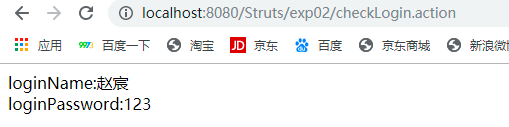 localhost:8080/Struts/exp02/checkLogin.action
应用 百度一下 淘宝 JD 京东 百度 京东商城 新浪微
loginName:赵宸
loginPassword:123